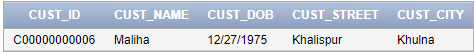 CUST_ID CUST_NAME CUST_DOB CUST_STREET CUST_CITY
C00000000006 Maliha 12/27/1975 Khalispur Khulna